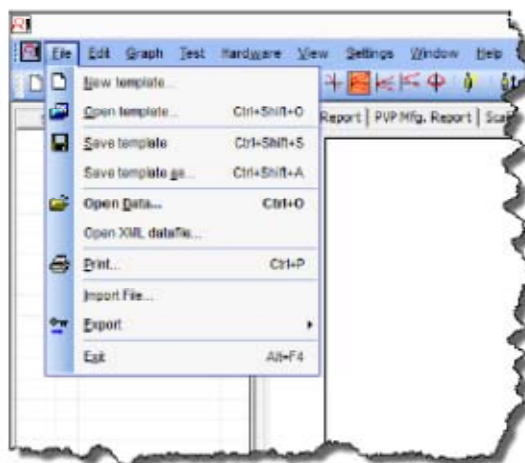 File Edit Graph Test Hardware View Settings Window Help
New template...
Open template... Ctrl+Shift+O
Report | PVP Mfg. Report |
Save template Ctrl+Shift+S
Save template as... Ctrl+Shift+A
Open Data... Ctrl+O
Open XML datafile...
Print... Ctrl+P
Import File...
Export
Exit Alt+F4